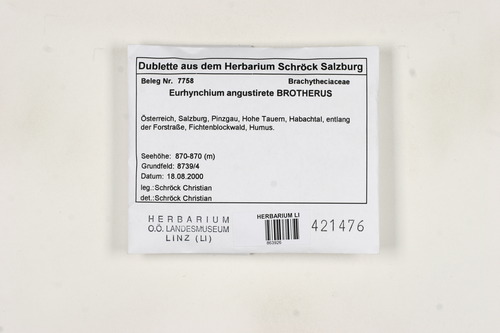 Dublette aus dem Herbarium Schröck Salzburg
Beleg Nr. 7758 Brachytheciaceae
Eurhynchium angustirete BROTHERUS
Österreich, Salzburg, Pinzgau, Hohe Tauern, Habachtal, entlang
der Forstraße, Fichtenblockwald, Humus.
Seehöhe: 870-870 (m)
Grundfeld: 8739/4
Datum: 18.08.2000
leg.:Schröck Christian
det.:Schröck Christian
HERBARIUM
O.Ö. LANDESMUSEUM
LINZ (LI)
HERBARIUM LI
421476